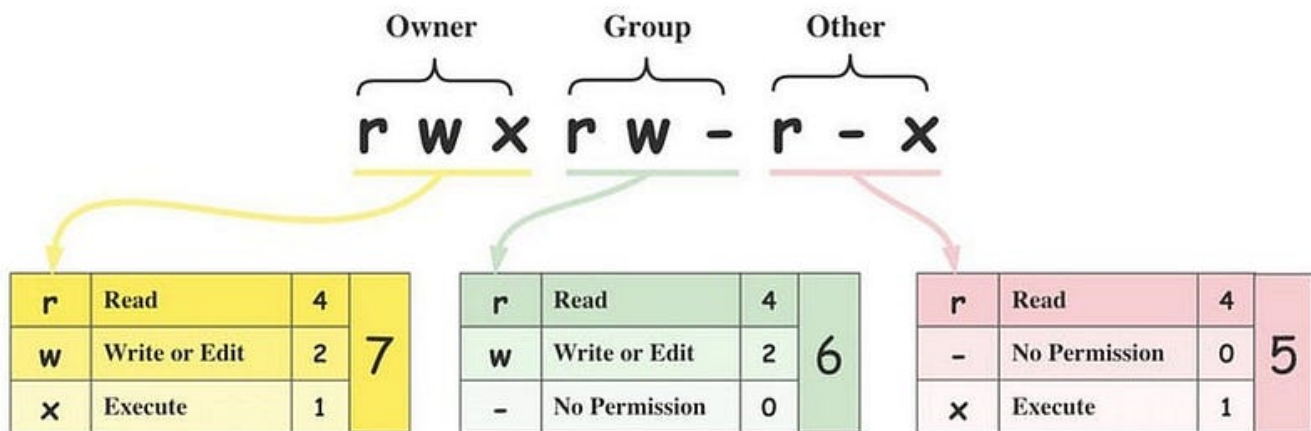 Owner Group Other
r w x r w - r - x
r Read 4 r Read 4 r Read 4
w Write or Edit 2 7 w Write or Edit 2 6 - No Permission 0 5
x Execute 1 - No Permission 0 x Execute 1